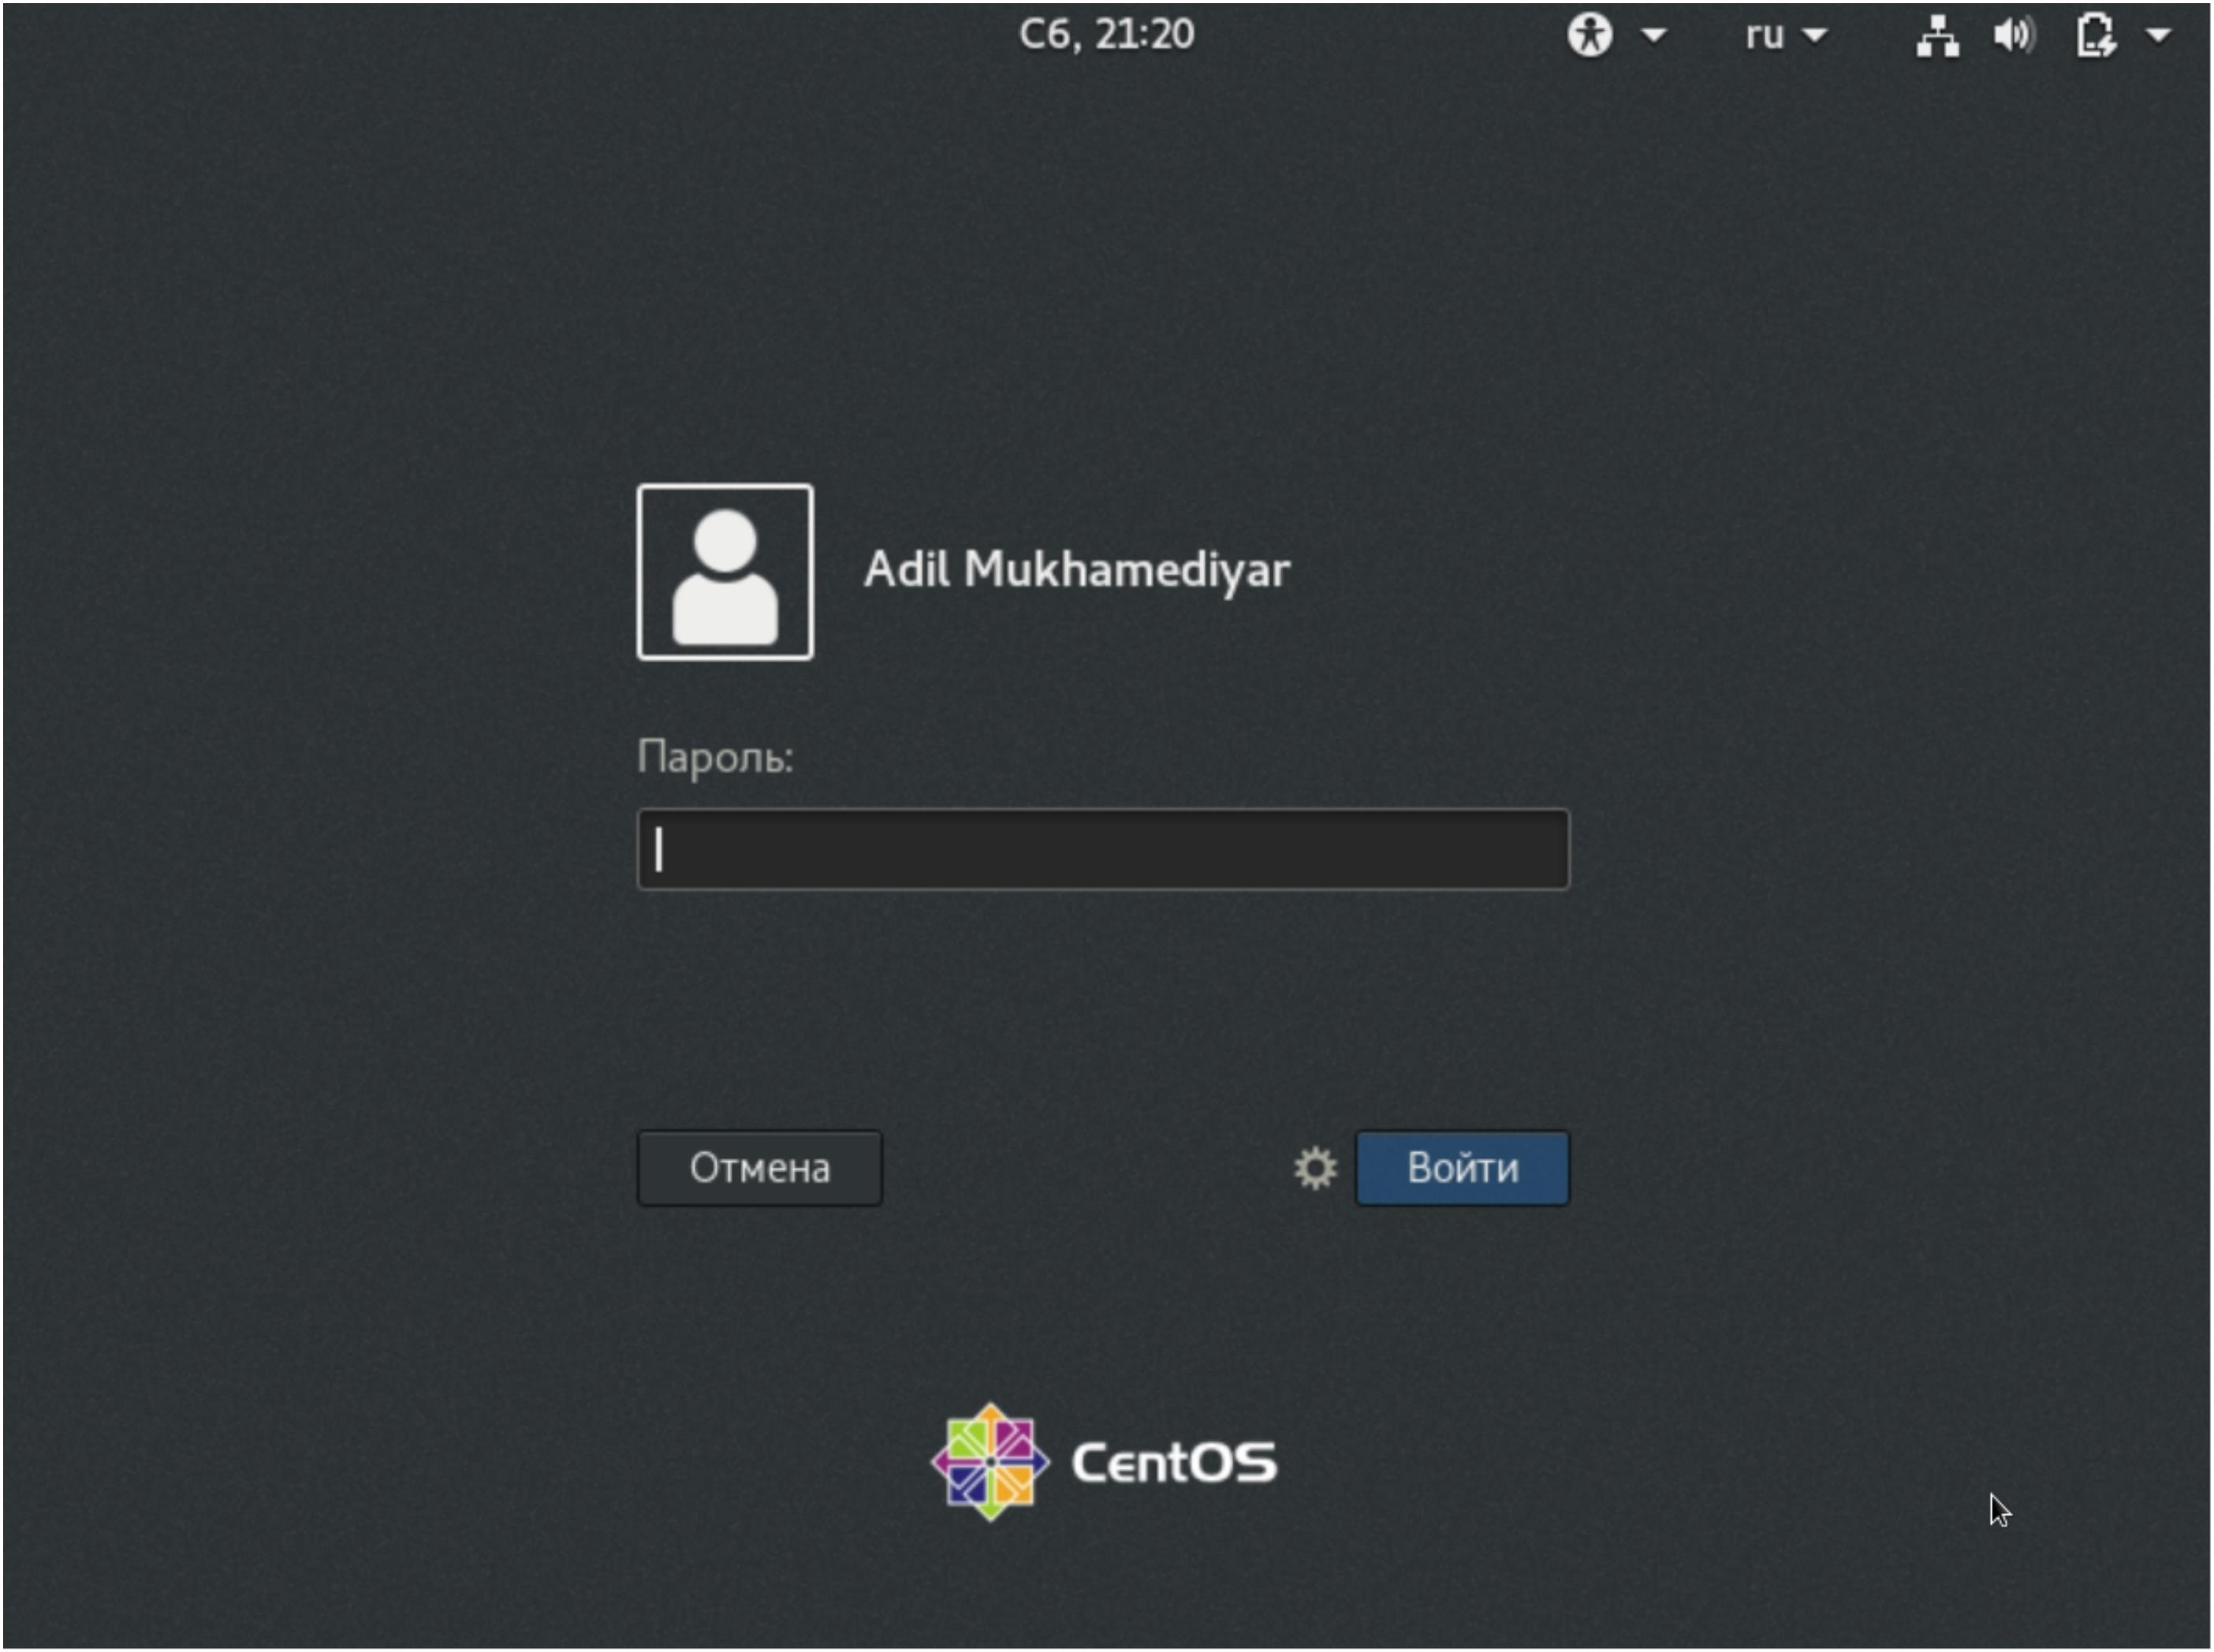 Сб, 21:20
ru
Adil Mukhamediyar
Пароль:
Отмена
Войти
CentOS